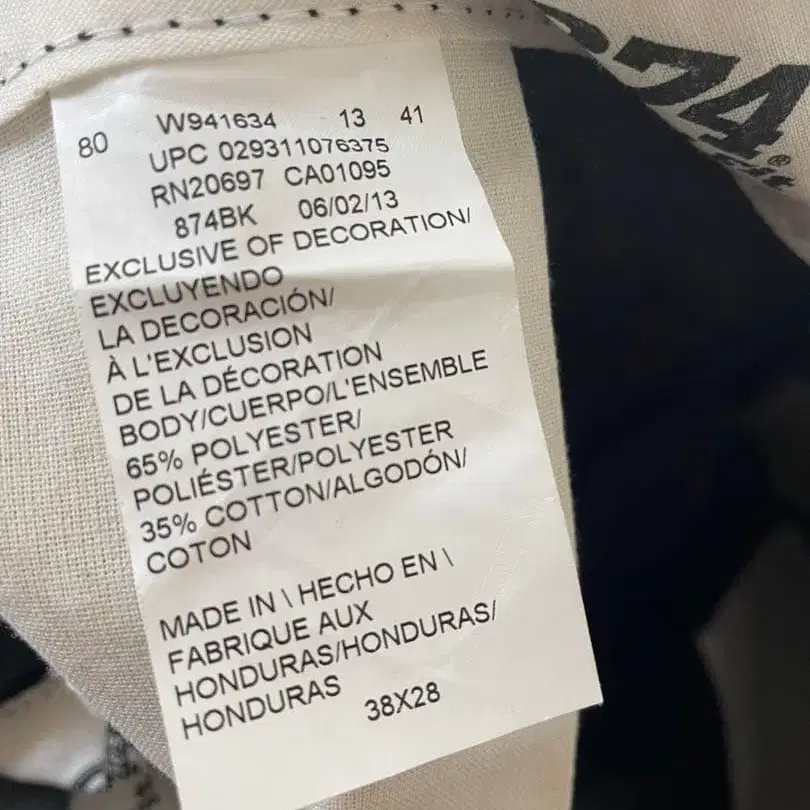 80 W941634 13 41
UPC 029311076375
RN20697 CA01095
874BK 06/02/13
EXCLUSIVE OF DECORATION/
EXCLUYENDO
LA DECORACIÓN/
À L'EXCLUSION
DE LA DÉCORATION
BODY/CUERPO/L'ENSEMBLE
65% POLYESTER/
POLIÉSTER/POLYESTER
35% COTTON/ALGODÓN/
COTON
MADE IN \ HECHO EN \
FABRIQUE AUX
HONDURAS/HONDURAS/
HONDURAS
38X28
874®